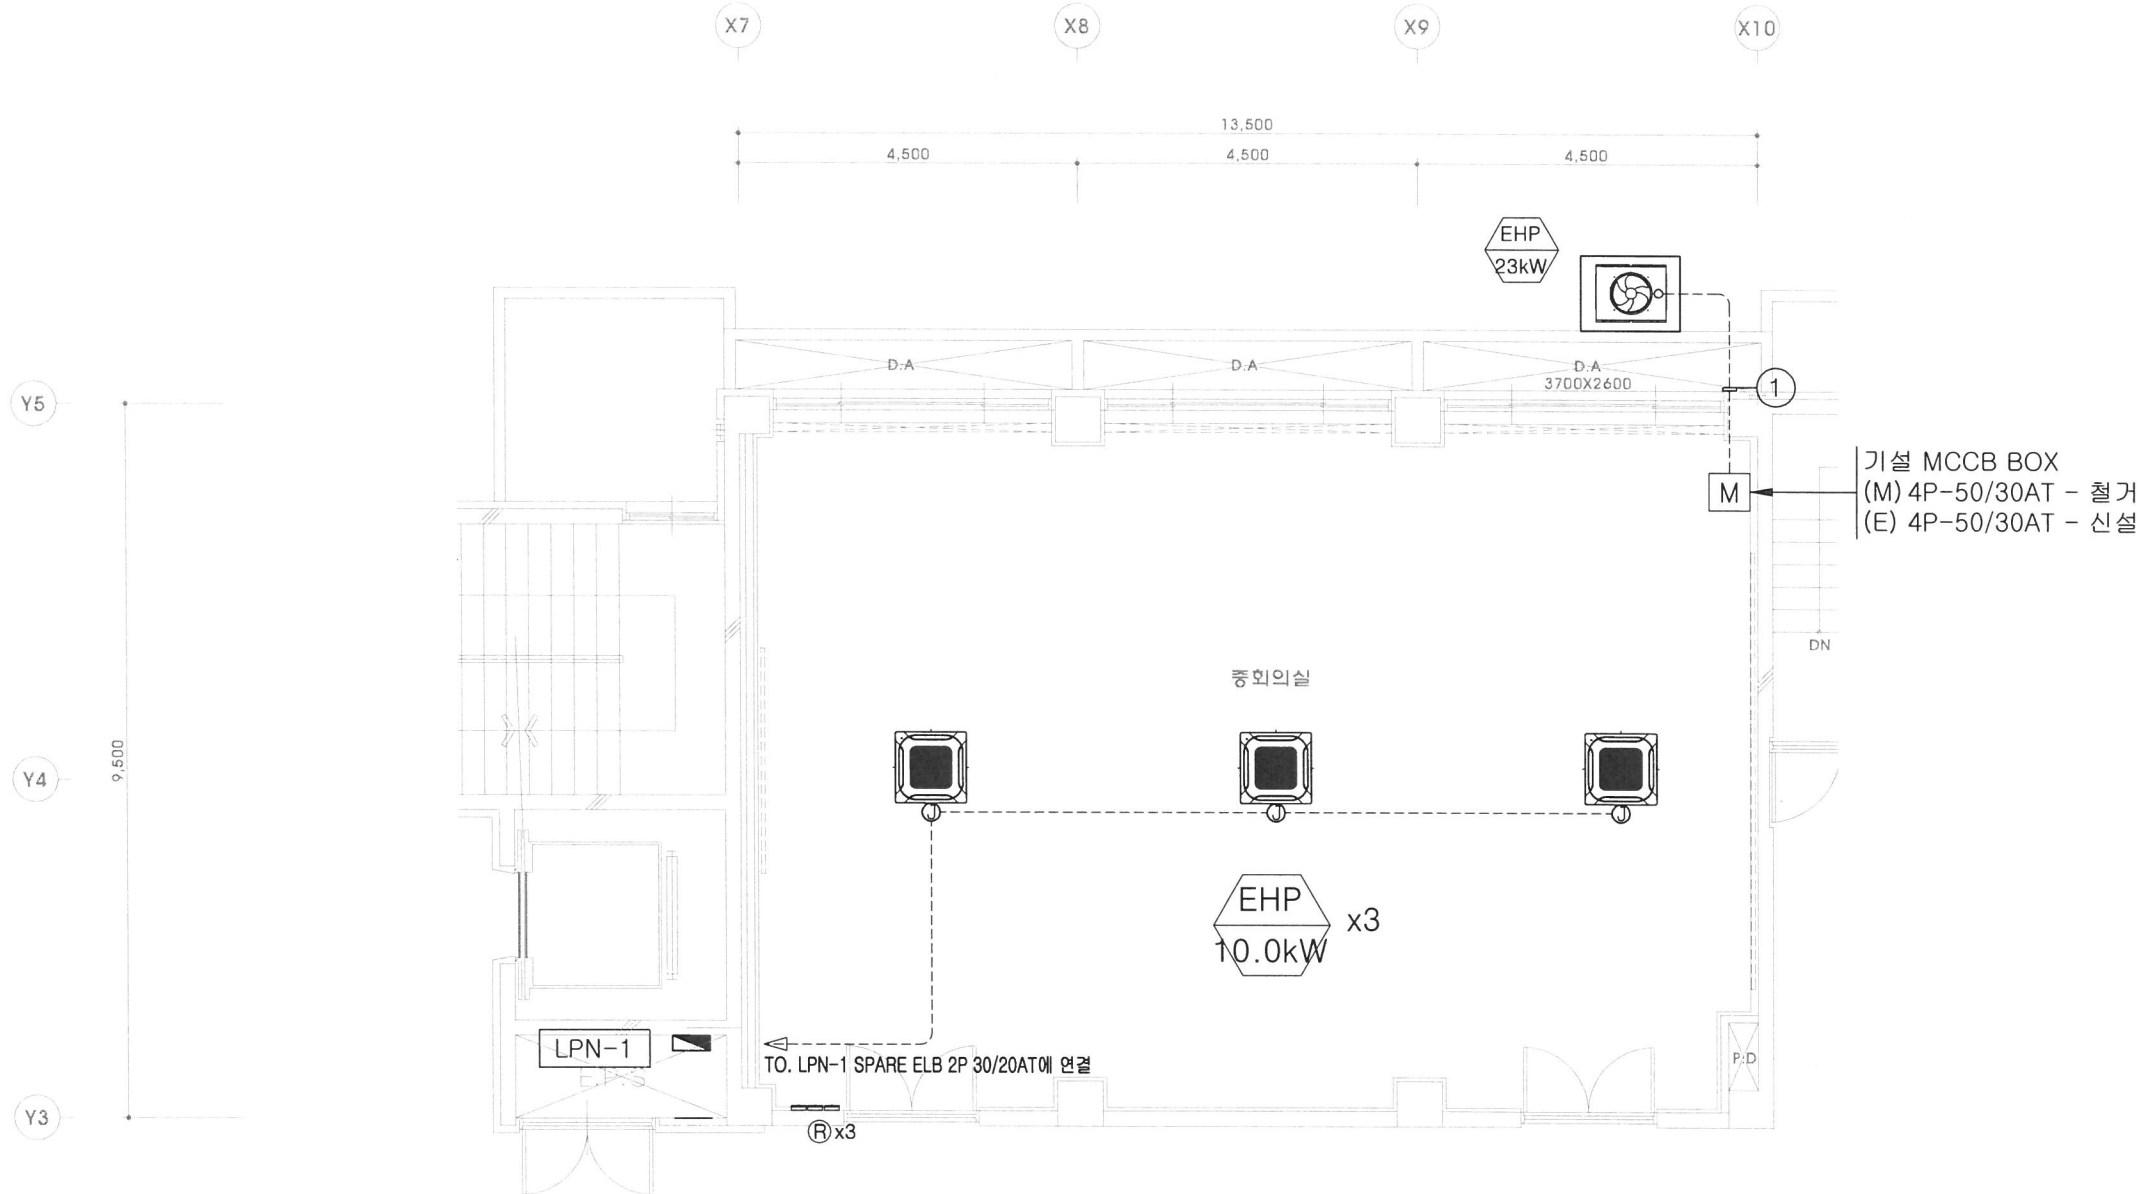 X7
X8
X9
X10
13,500
4,500
4,500
4,500
EHP
23kW
D.A
D.A
D.A
3700X2600
Y5
1
기설 MCCB BOX
M
(M) 4P-50/30AT - 철거
(E) 4P-50/30AT - 신설
DN
중회의실
9,500
Y4
J
J
J
EHP
10.0kW
x3
LPN-1
TO. LPN-1 SPARE ELB 2P 30/20AT에 연결
P.D
Y3
R x3